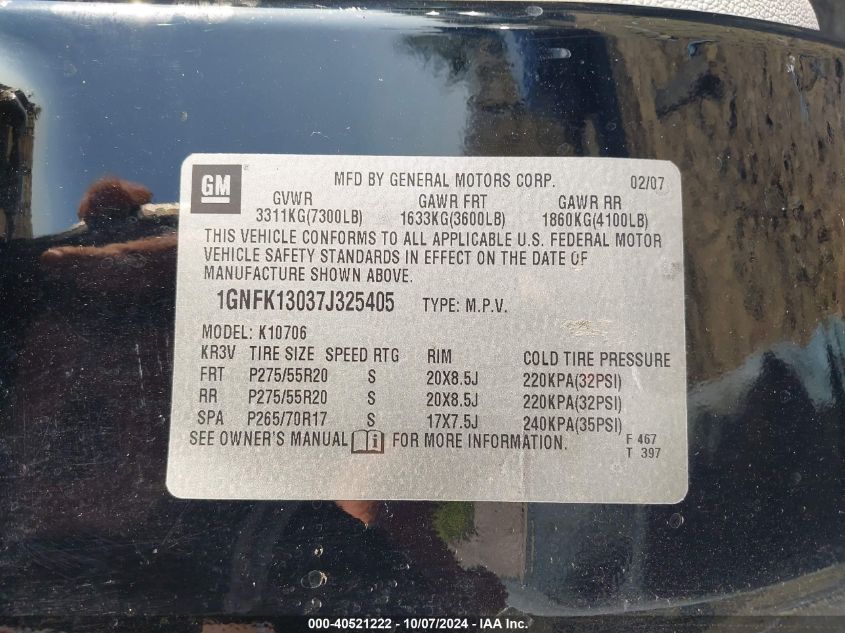 GM MFD BY GENERAL MOTORS CORP. 02/07
GVWR GAWR FRT GAWR RR
3311KG(7300LB) 1633KG(3600LB) 1860KG(4100LB)
THIS VEHICLE CONFORMS TO ALL APPLICABLE U.S. FEDERAL MOTOR
VEHICLE SAFETY STANDARDS IN EFFECT ON THE DATE OF
MANUFACTURE SHOWN ABOVE.
1GNFK13037J325405 TYPE: M.P.V.
MODEL: K10706
KR3V TIRE SIZE SPEED RTG RIM COLD TIRE PRESSURE
FRT P275/55R20 S 20X8.5J 220KPA(32PSI)
RR P275/55R20 S 20X8.5J 220KPA(32PSI)
SPA P265/70R17 S 17X7.5J 240KPA(35PSI)
SEE OWNER'S MANUAL i FOR MORE INFORMATION. F 467
T 397
000-40521222 - 10/07/2024 - IAA Inc.